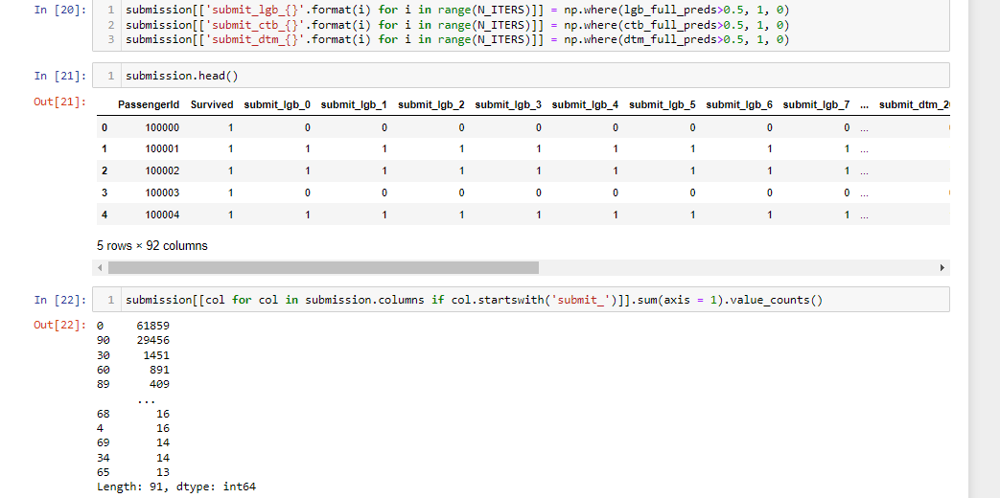 In [20]: 1 submission[['submit_lgb_{}'.format(i) for i in range(N_ITERS)]] = np.where(lgb_full_preds>0.5, 1, 0)
2 submission[['submit_ctb_{}'.format(i) for i in range(N_ITERS)]] = np.where(ctb_full_preds>0.5, 1, 0)
3 submission[['submit_dtm_{}'.format(i) for i in range(N_ITERS)]] = np.where(dtm_full_preds>0.5, 1, 0)
In [21]: 1 submission.head()
Out[21]:
PassengerId Survived submit_lgb_0 submit_lgb_1 submit_lgb_2 submit_lgb_3 submit_lgb_4 submit_lgb_5 submit_lgb_6 submit_lgb_7 ... submit_dtm_2
0 100000 1 0 0 0 0 0 0 0 0 ...
1 100001 1 1 1 1 1 1 1 1 1 ...
2 100002 1 1 1 1 1 1 1 1 1 ...
3 100003 1 0 0 0 0 0 0 0 0 ...
4 100004 1 1 1 1 1 1 1 1 1 ...
5 rows × 92 columns
In [22]: 1 submission[[col for col in submission.columns if col.startswith('submit_')]].sum(axis = 1).value_counts()
Out[22]: 0 61859
90 29456
30 1451
60 891
89 409
...
68 16
4 16
69 14
34 14
65 13
Length: 91, dtype: int64